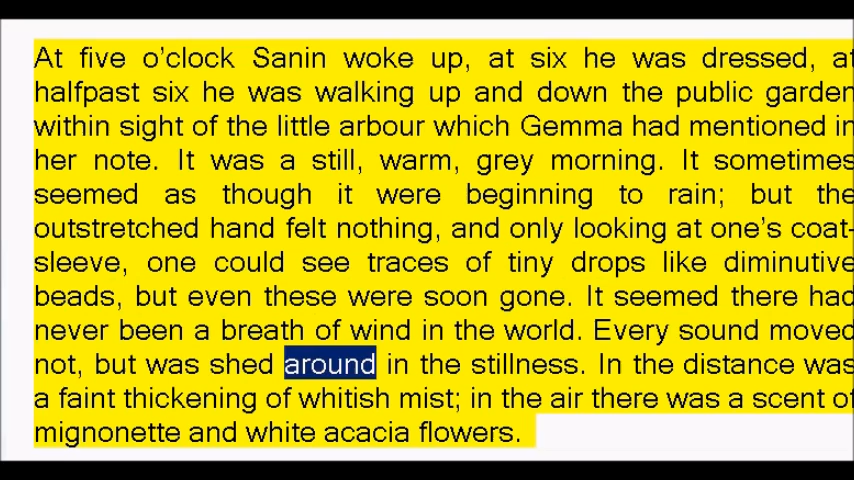 At five o’clock Sanin woke up, at six he was dressed, at
halfpast six he was walking up and down the public garden
within sight of the little arbour which Gemma had mentioned in
her note. It was a still, warm, grey morning. It sometimes
seemed as though it were beginning to rain; but the
outstretched hand felt nothing, and only looking at one’s coat-
sleeve, one could see traces of tiny drops like diminutive
beads, but even these were soon gone. It seemed there had
never been a breath of wind in the world. Every sound moved
not, but was shed around in the stillness. In the distance was
a faint thickening of whitish mist; in the air there was a scent of
mignonette and white acacia flowers.